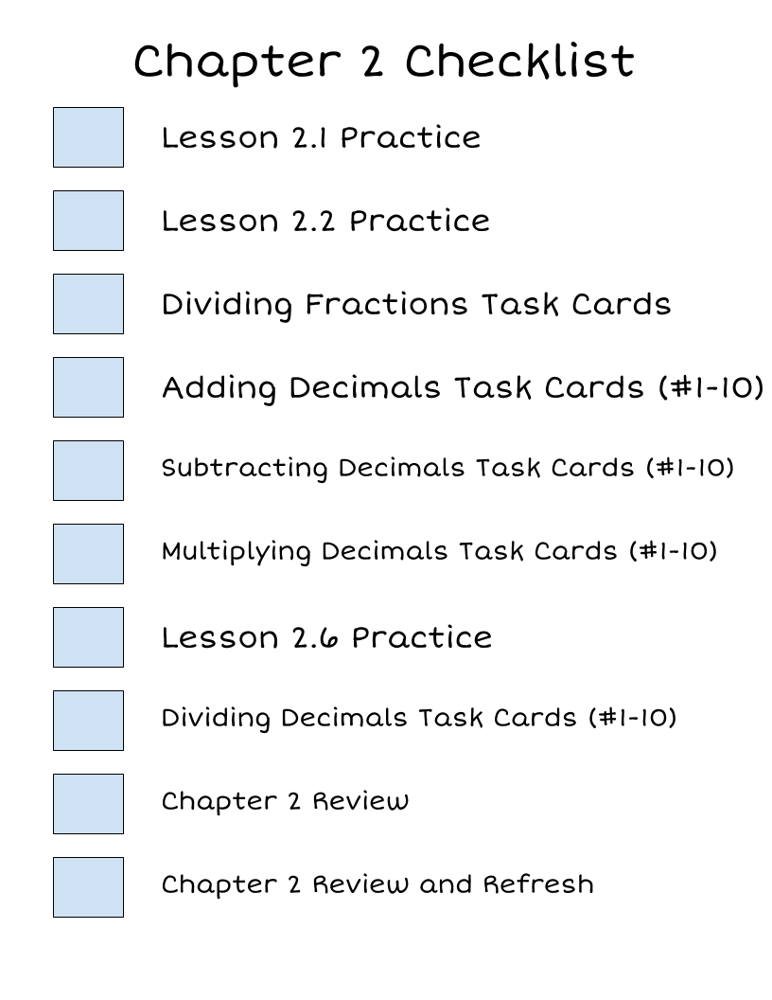 Chapter 2 Checklist
Lesson 2.1 Practice
Lesson 2.2 Practice
Dividing Fractions Task Cards
Adding Decimals Task Cards (#1-10)
Subtracting Decimals Task Cards (#1-10)
Multiplying Decimals Task Cards (#1-10)
Lesson 2.6 Practice
Dividing Decimals Task Cards (#1-10)
Chapter 2 Review
Chapter 2 Review and Refresh